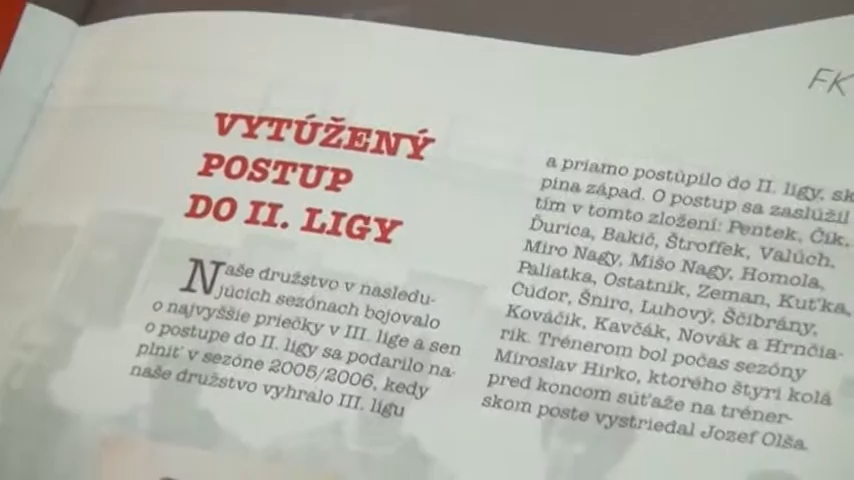 FK
VYTÚŽENÝ
POSTUP
DO II. LIGY
Naše družstvo v nasledu-
júcich sezónach bojovalo
o najvyššie priečky v III. lige a sen
o postupe do II. ligy sa podarilo na-
plniť v sezóne 2005/2006, kedy
naše družstvo vyhralo III. ligu
a priamo postúpilo do II. ligy, sk
pina západ. O postup sa zaslúžil
tím v tomto zložení: Pentek, Čik,
Ďurica, Bakič, Štroffek, Valúch,
Miro Nagy, Mišo Nagy, Homola,
Paliatka, Ostatník, Zeman, Kuťka,
Čúdor, Šnirc, Luhový, Ščibrány,
Kováčik, Kavčák, Novák a Hrnčia-
rik. Trénerom bol počas sezóny
Miroslav Hirko, ktorého štyri kolá
pred koncom súťaže na tréner-
skom poste vystriedal Jozef Olša.